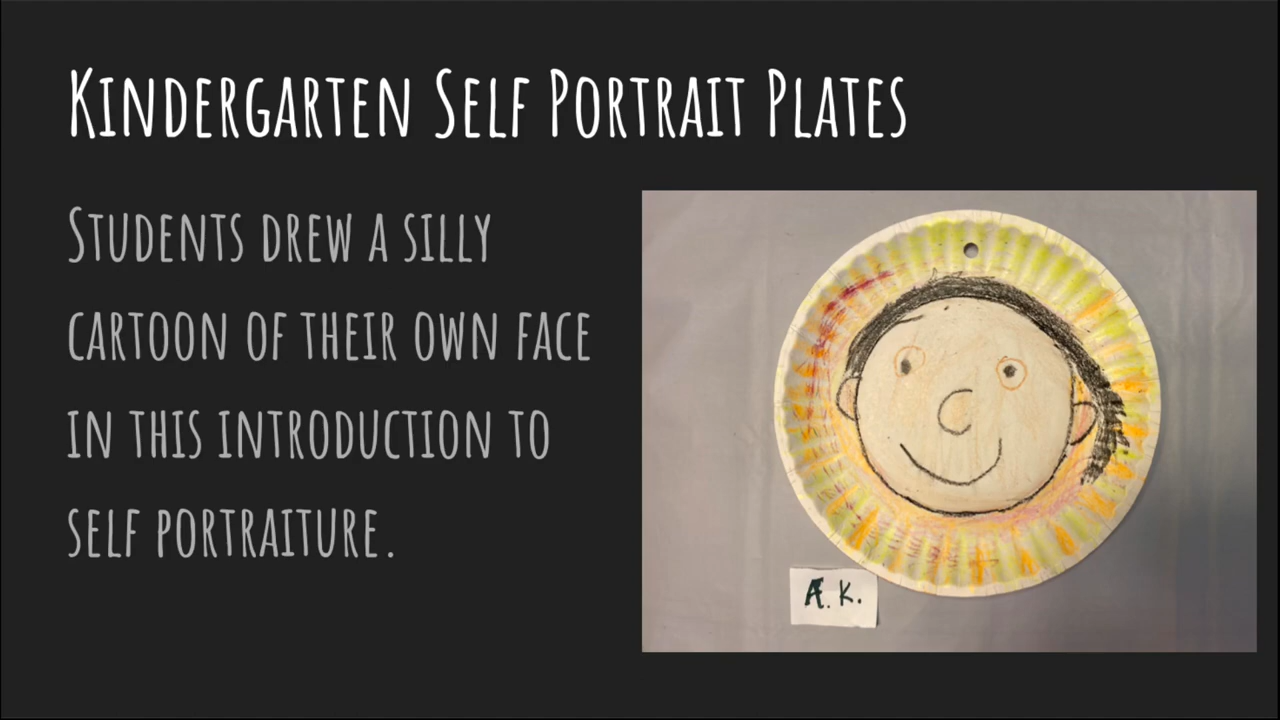 Kindergarten Self Portrait Plates
Students drew a silly
cartoon of their own face
in this introduction to
self portraiture.
A. K.